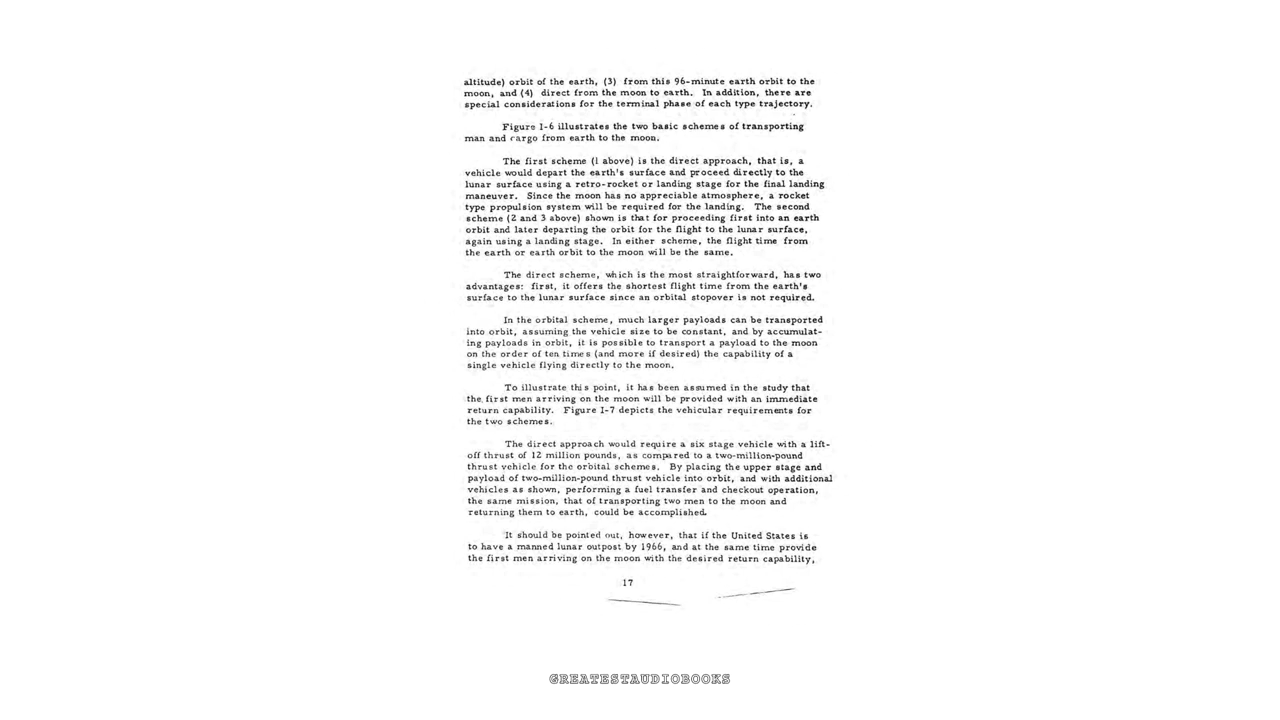 altitude) orbit of the earth, (3) from this 96-minute earth orbit to the
moon, and (4) direct from the moon to earth. In addition, there are
special considerations for the terminal phase of each type trajectory.
Figure I-6 illustrates the two basic schemes of transporting
man and cargo from earth to the moon.
The first scheme (1 above) is the direct approach, that is, a
vehicle would depart the earth's surface and proceed directly to the
lunar surface using a retro-rocket or landing stage for the final landing
maneuver. Since the moon has no appreciable atmosphere, a rocket
type propulsion system will be required for the landing. The second
scheme (2 and 3 above) shown is that for proceeding first into an earth
orbit and later departing the orbit for the flight to the lunar surface,
again using a landing stage. In either scheme, the flight time from
the earth or earth orbit to the moon will be the same.
The direct scheme, which is the most straightforward, has two
advantages: first, it offers the shortest flight time from the earth's
surface to the lunar surface since an orbital stopover is not required.
In the orbital scheme, much larger payloads can be transported
into orbit, assuming the vehicle size to be constant, and by accumulat-
ing payloads in orbit, it is possible to transport a payload to the moon
on the order of ten times (and more if desired) the capability of a
single vehicle flying directly to the moon.
To illustrate this point, it has been assumed in the study that
the first men arriving on the moon will be provided with an immediate
return capability. Figure I-7 depicts the vehicular requirements for
the two schemes.
The direct approach would require a six stage vehicle with a lift-
off thrust of 12 million pounds, as compared to a two-million-pound
thrust vehicle for the orbital schemes. By placing the upper stage and
payload of two-million-pound thrust vehicle into orbit, and with additional
vehicles as shown, performing a fuel transfer and checkout operation,
the same mission, that of transporting two men to the moon and
returning them to earth, could be accomplished.
It should be pointed out, however, that if the United States is
to have a manned lunar outpost by 1966, and at the same time provide
the first men arriving on the moon with the desired return capability,
17
GREATESTAUDIOBOOKS